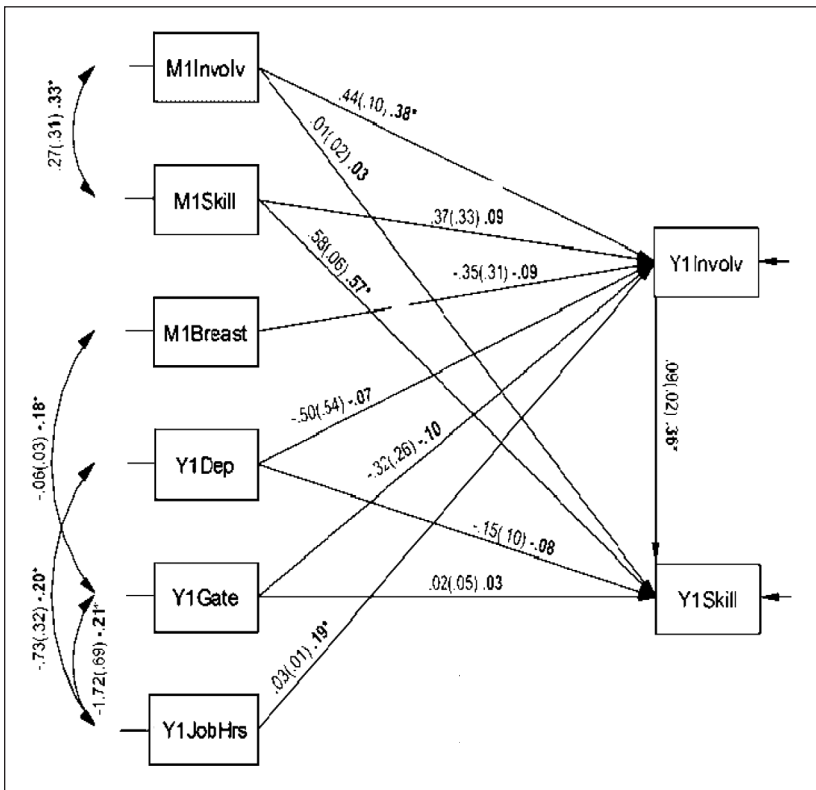 M1Involv
.27(.31) .33*
.44(.10) .38*
.01(.02) .03
M1Skill
.37(.33) .09
.58(.06) .57*
Y1Involv
-.35(.31) -.09
M1Breast
-.06(.03) -.18*
-.50(.54) -.07
.09(.02) .36*
Y1Dep
-.32(.26) -.10
-.15(.10) -.08
-.73(.32) -.20*
Y1Gate
.02(.05) .03
Y1Skill
-1.72(.69) -.21*
.03(.01) .19*
Y1JobHrs